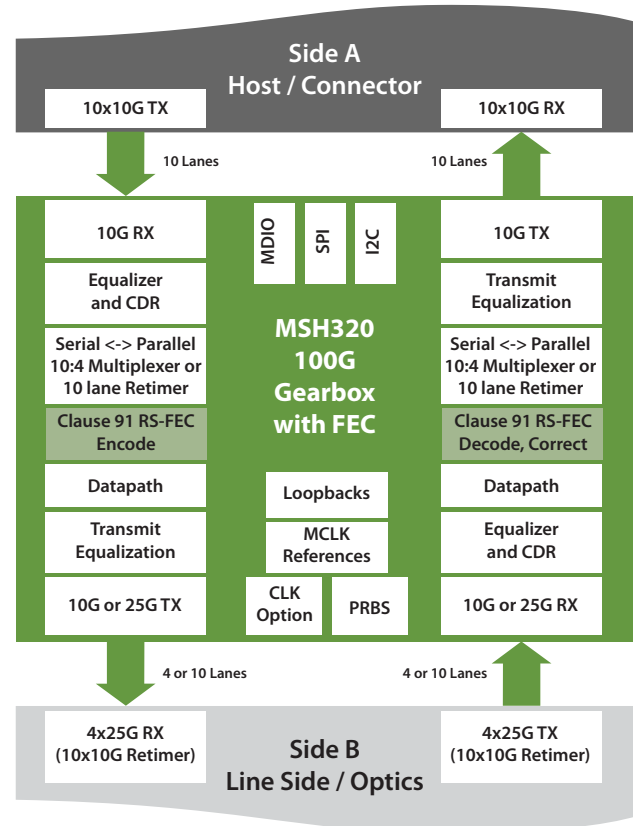 Side A
Host / Connector
10x10G TX
10x10G RX
10 Lanes
10 Lanes
10G RX
Equalizer
and CDR
Serial <-> Parallel
10:4 Multiplexer or
10 lane Retimer
Clause 91 RS-FEC
Encode
Datapath
Transmit
Equalization
10G or 25G TX
MDIO
SPI
I2C
MSH320
100G
Gearbox
with FEC
Loopbacks
MCLK
References
CLK
Option
PRBS
10G TX
Transmit
Equalization
Serial <-> Parallel
10:4 Multiplexer or
10 lane Retimer
Clause 91 RS-FEC
Decode, Correct
Datapath
Equalizer
and CDR
10G or 25G RX
4 or 10 Lanes
4 or 10 Lanes
4x25G RX
(10x10G Retimer)
Side B
Line Side / Optics
4x25G TX
(10x10G Retimer)